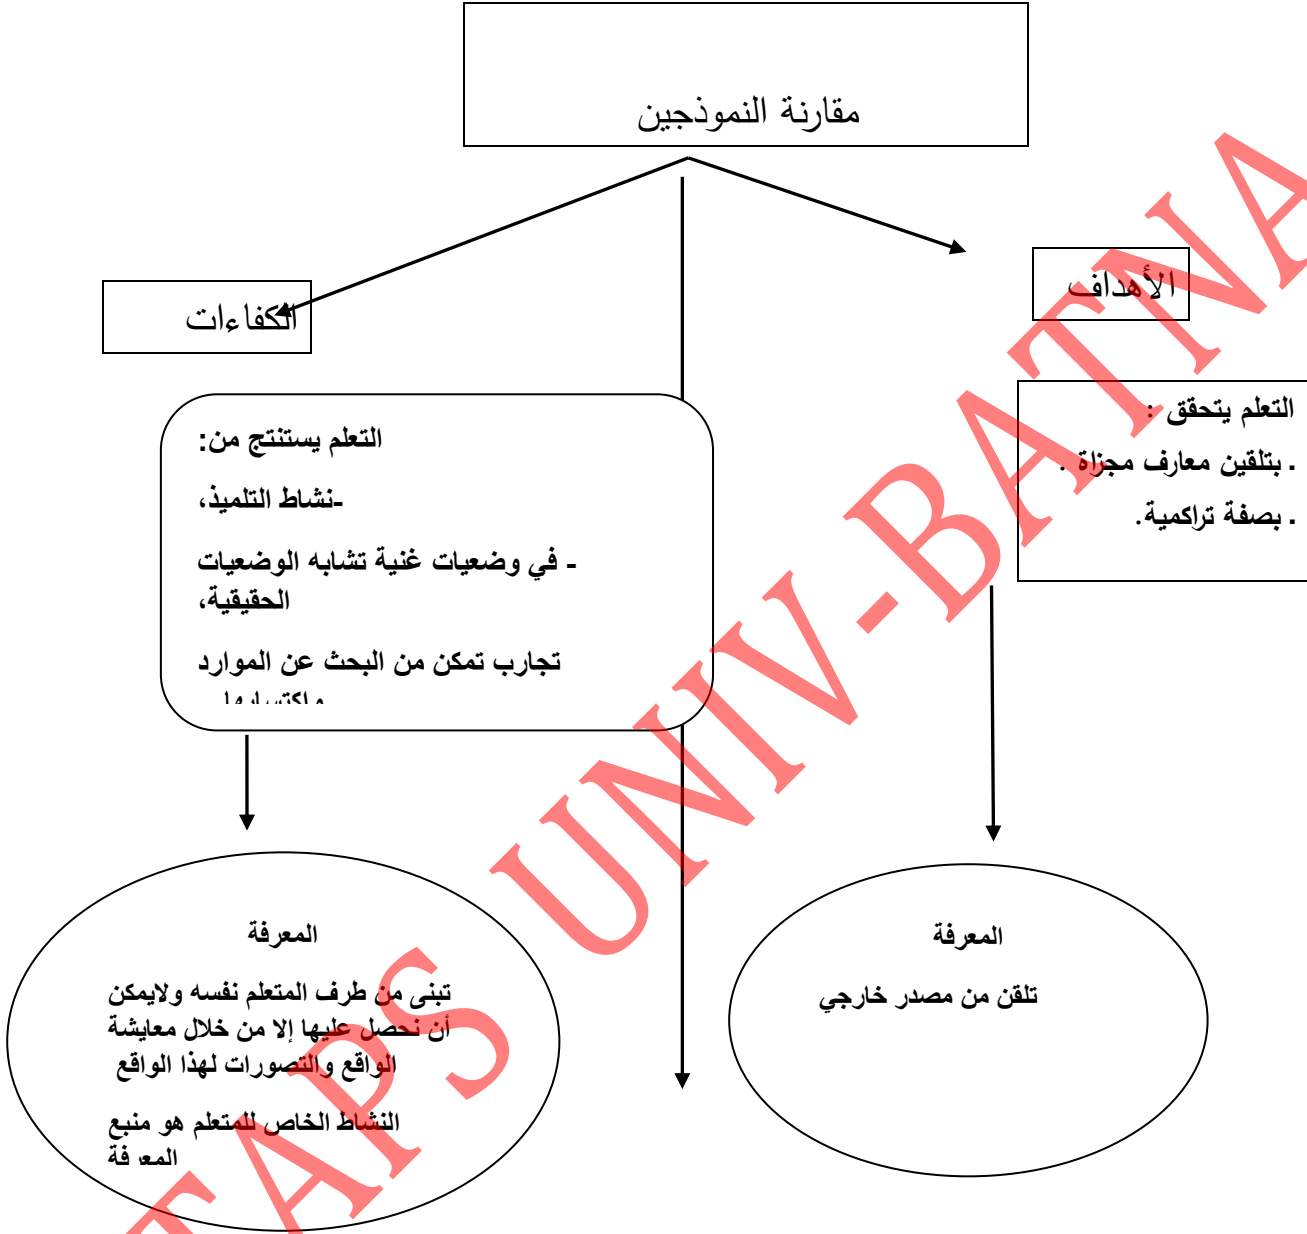 مقارنة النموذجين
الأهداف
الكفاءات
التعلم يتحقق :
. بتلقين معارف مجزاة .
. بصفة تراكمية.
التعلم يستنتج من:
-نشاط التلميذ،
- في وضعيات غنية تشابه الوضعيات
الحقيقية،
تجارب تمكن من البحث عن الموارد
المعرفة
تلقن من مصدر خارجي
المعرفة
تبنى من طرف المتعلم نفسه ولايمكن
أن نحصل عليها إلا من خلال معايشة
الواقع والتصورات لهذا الواقع
النشاط الخاص للمتعلم هو منبع
المعرفة
TAPS UNIV-BATNA